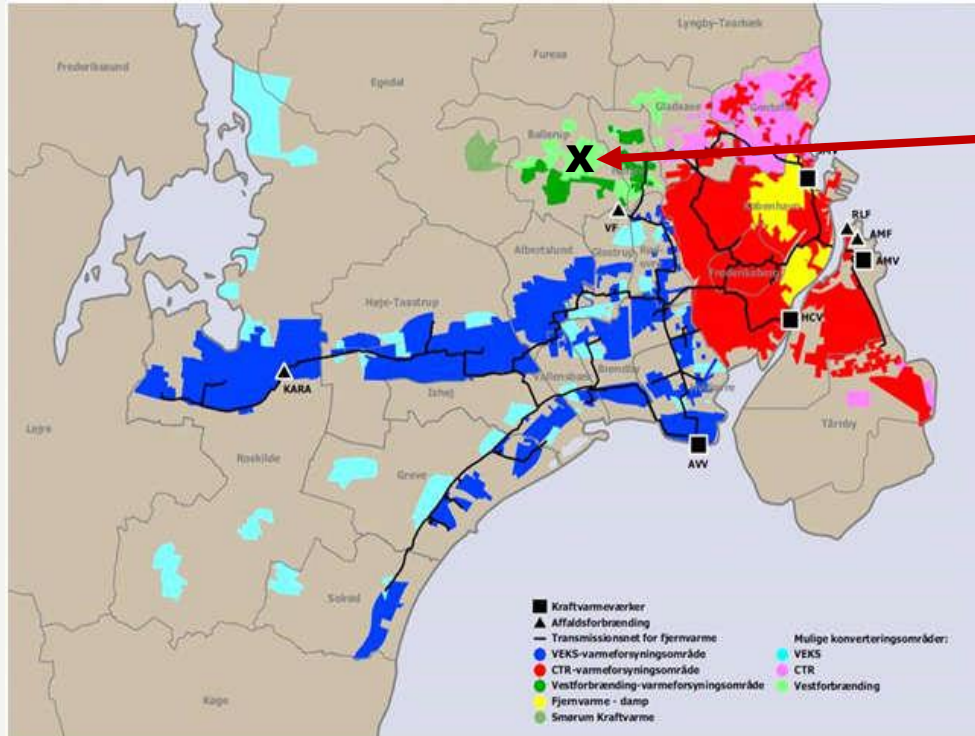 Lyngby-Taarbæk
Frederikssund
Furesø
Egedal
Gladsaxe
Gentofte
Ballerup
X
København
RLF
AMF
VF
AMV
Albertslund
Glostrup
Frederiksberg
Høje-Taastrup
HCV
KARA
Vallensbæk
Brøndby
Ishøj
Tårnby
Lejre
AVV
Roskilde
Greve
Solrød
Køge
Kraftvarmeværker
Affaldsforbrænding
Transmissionsnet for fjernvarme
VEKS-varmeforsyningsområde
CTR-varmeforsyningsområde
Vestforbrænding-varmeforsyningsområde
Fjernvarme - damp
Smørum Kraftvarme
Mulige konverteringsområder:
VEKS
CTR
Vestforbrænding